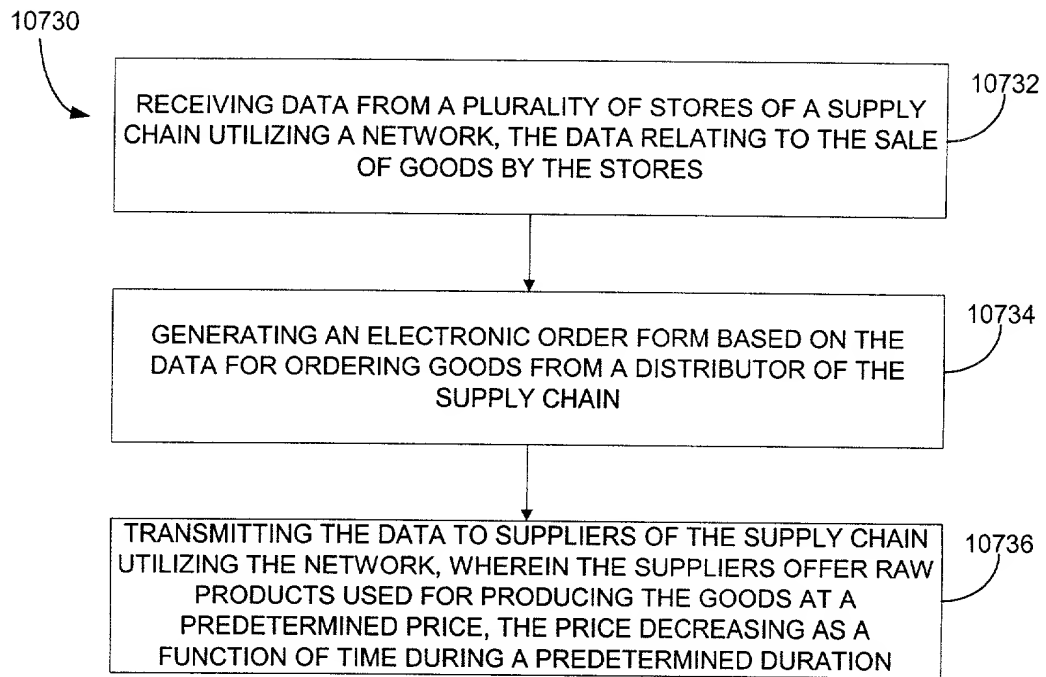 10730
10732
RECEIVING DATA FROM A PLURALITY OF STORES OF A SUPPLY
CHAIN UTILIZING A NETWORK, THE DATA RELATING TO THE SALE
OF GOODS BY THE STORES
10734
GENERATING AN ELECTRONIC ORDER FORM BASED ON THE
DATA FOR ORDERING GOODS FROM A DISTRIBUTOR OF THE
SUPPLY CHAIN
10736
TRANSMITTING THE DATA TO SUPPLIERS OF THE SUPPLY CHAIN
UTILIZING THE NETWORK, WHEREIN THE SUPPLIERS OFFER RAW
PRODUCTS USED FOR PRODUCING THE GOODS AT A
PREDETERMINED PRICE, THE PRICE DECREASING AS A
FUNCTION OF TIME DURING A PREDETERMINED DURATION